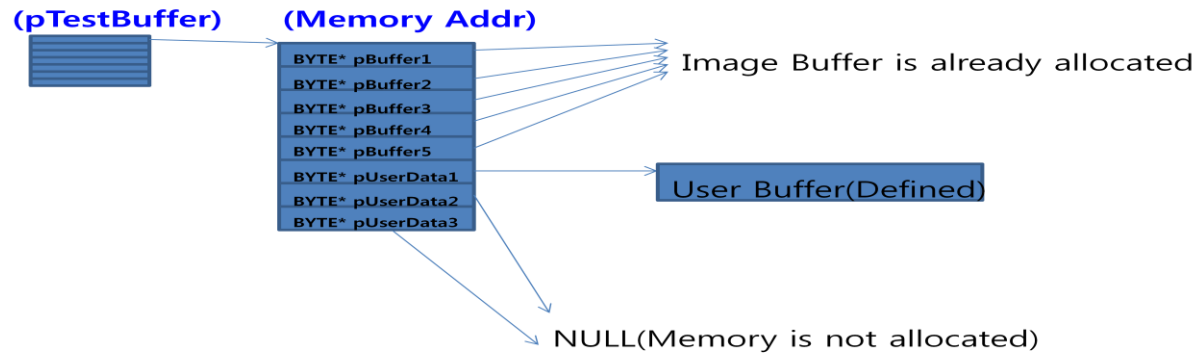 (pTestBuffer) (Memory Addr)
BYTE* pBuffer1
BYTE* pBuffer2
BYTE* pBuffer3
BYTE* pBuffer4
BYTE* pBuffer5
BYTE* pUserData1
BYTE* pUserData2
BYTE* pUserData3
Image Buffer is already allocated
User Buffer(Defined)
NULL(Memory is not allocated)